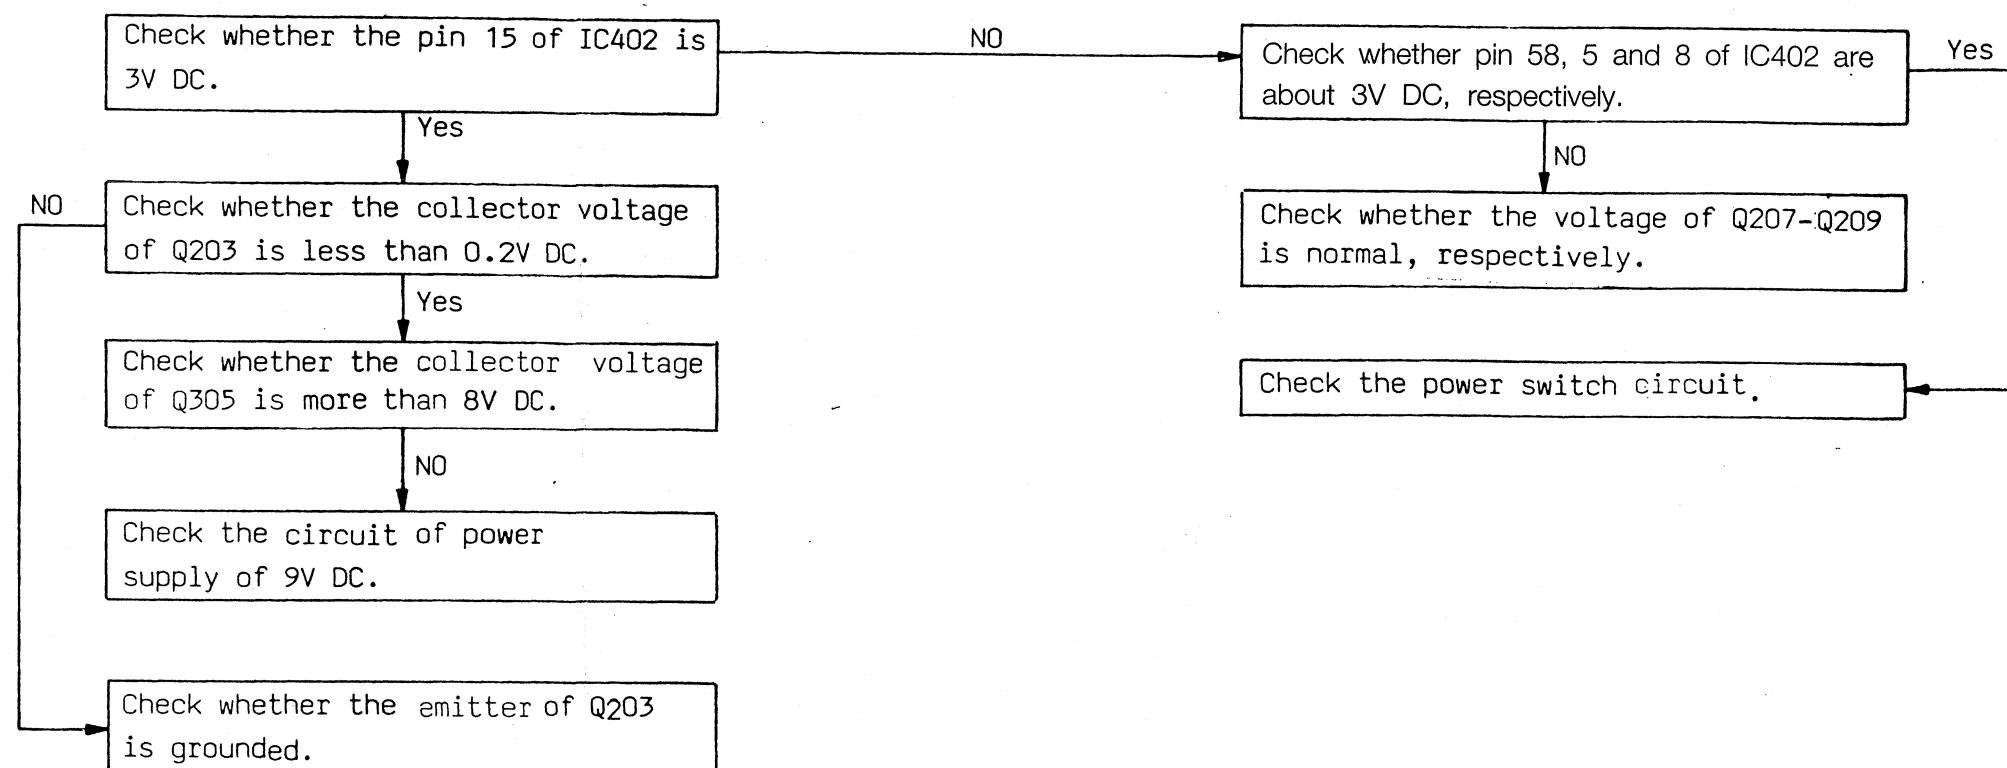 Check whether the pin 15 of IC402 is
3V DC.
NO
Check whether pin 58, 5 and 8 of IC402 are
about 3V DC, respectively.
Yes
Yes
NO
NO
Check whether the collector voltage
of Q203 is less than 0.2V DC.
Check whether the voltage of Q207-Q209
is normal, respectively.
Yes
Check whether the collector voltage
of Q305 is more than 8V DC.
Check the power switch circuit.
NO
Check the circuit of power
supply of 9V DC.
Check whether the emitter of Q203
is grounded.